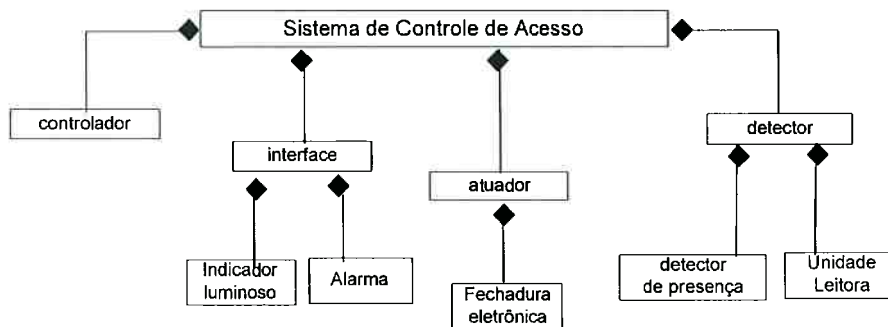 Sistema de Controle de Acesso
controlador
interface
atuador
detector
Indicador
luminoso
Alarma
Fechadura
eletrônica
detector
de presença
Unidade
Leitora